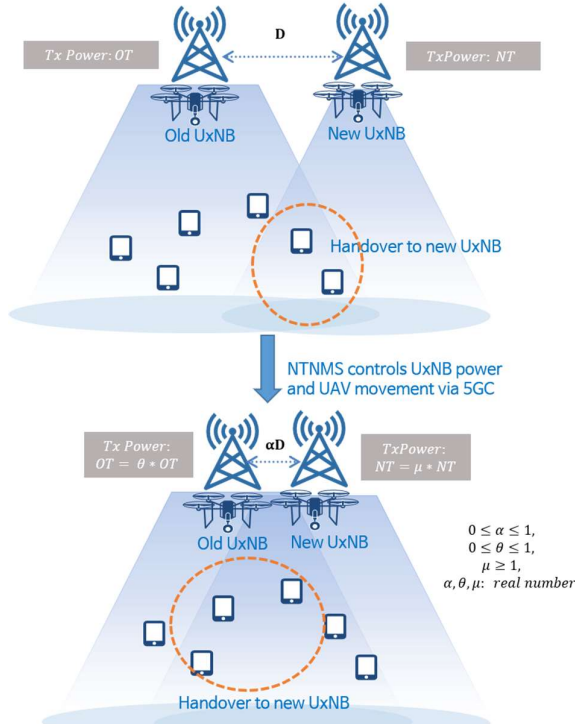 D
Tx Power: OT
TxPower: NT
Old UxNB
New UxNB
Handover to new UxNB
NTNMS controls UxNB power
and UAV movement via 5GC
Tx Power:
OT = θ * OT
αD
TxPower:
NT = μ * NT
Old UxNB
New UxNB
0 ≤ α ≤ 1,
0 ≤ θ ≤ 1,
μ ≥ 1,
α, θ, μ: real number
Handover to new UxNB